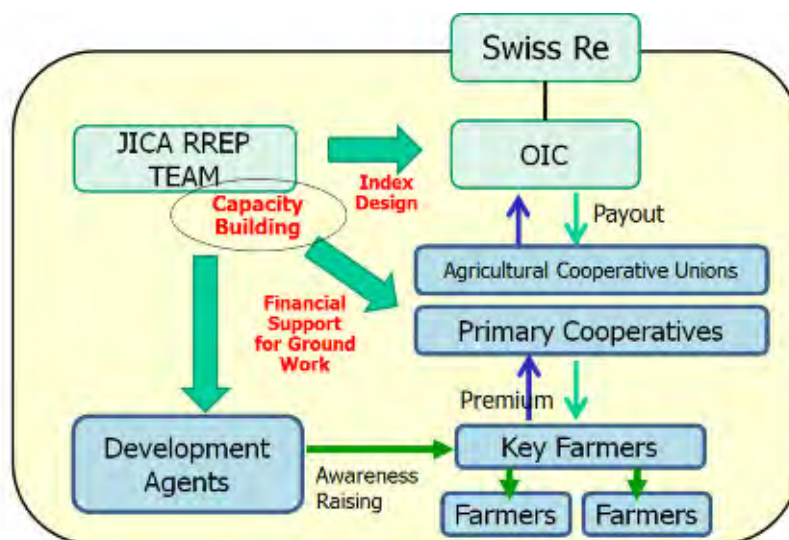 Swiss Re
JICA RREP
TEAM
OIC
Index
Design
Capacity
Building
Payout
Agricultural Cooperative Unions
Financial
Support
for Ground
Work
Primary Cooperatives
Premium
Development
Agents
Key Farmers
Awareness
Raising
Farmers
Farmers